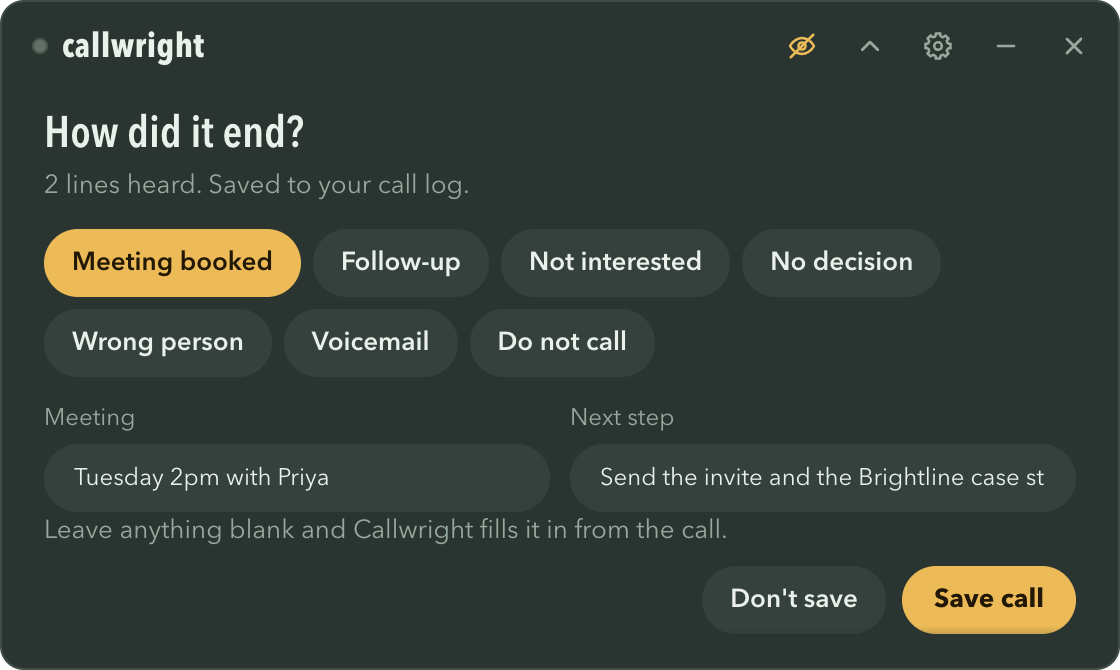 callwright
How did it end?
2 lines heard. Saved to your call log.
Meeting booked
Follow-up
Not interested
No decision
Wrong person
Voicemail
Do not call
Meeting
Next step
Tuesday 2pm with Priya
Send the invite and the Brightline case st
Leave anything blank and Callwright fills it in from the call.
Don't save
Save call